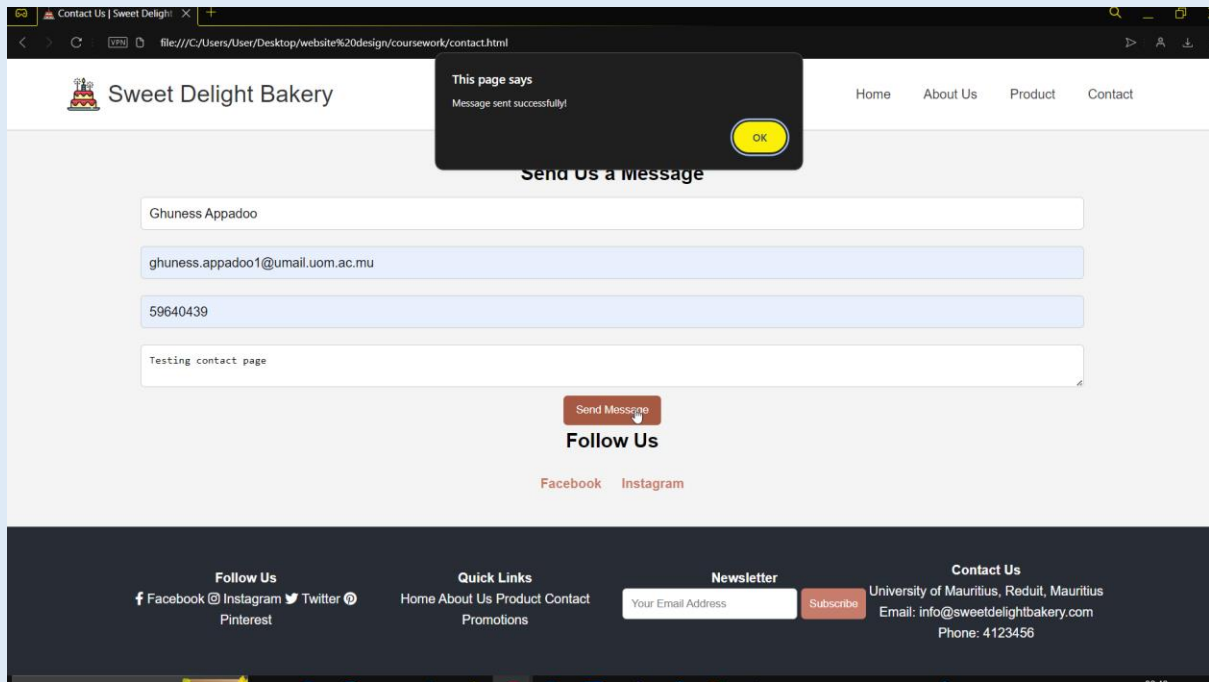 Contact Us | Sweet Delight
VPN
file:///C:/Users/User/Desktop/website%20design/coursework/contact.html
This page says
Message sent successfully!
OK
Sweet Delight Bakery
Home About Us Product Contact
Send Us a Message
Ghuness Appadoo
ghuness.appadoo1@umail.uom.ac.mu
59640439
Testing contact page
Send Message
Follow Us
Facebook Instagram
Follow Us
Facebook Instagram Twitter
Pinterest
Quick Links
Home About Us Product Contact
Promotions
Newsletter
Your Email Address
Subscribe
Contact Us
University of Mauritius, Reduit, Mauritius
Email: info@sweetdelightbakery.com
Phone: 4123456